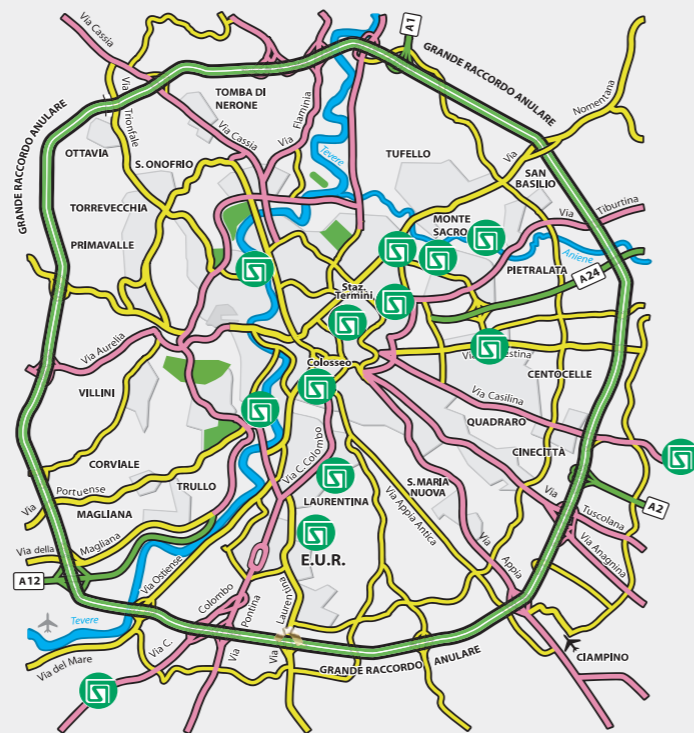 Via Cassia
A1
GRANDE RACCORDO ANULARE
TOMBA DI
NERONE
Via Trionfale
Via Flaminia
Nomentana
Via
GRANDE RACCORDO ANULARE
Via Cassia
OTTAVIA
S. ONOFRIO
Tevere
TUFELLO
SAN
BASILIO
TORREVECCHIA
MONTE
SACRO
Via Tiburtina
PRIMAVALLE
Aniene
PIETRALATA
A24
Staz.
Termini
Via Aurelia
Colosseo
VILLINI
CENTOCELLE
Via Casilina
QUADRARO
CINECITTÀ
CORVIALE
Via Portuense
TRULLO
Via C.Colombo
LAURENTINA
S.MARIA
NUOVA
Via Appia Antica
MAGLIANA
A2
Via Tuscolana
Via della Magliana
Via Ostiense
E.U.R.
Via Appia
Via Anagnina
A12
Tevere
Via C. Colombo
Via Pontina
Via Laurentina
Via del Mare
GRANDE RACCORDO ANULARE
CIAMPINO